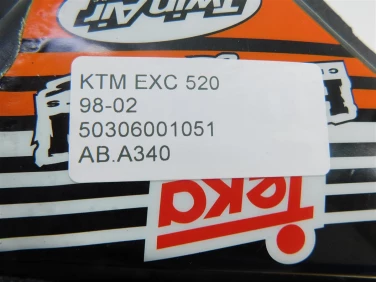 Twin Air
KTM EXC 520
98-02
50306001051
AB.A340
Teka